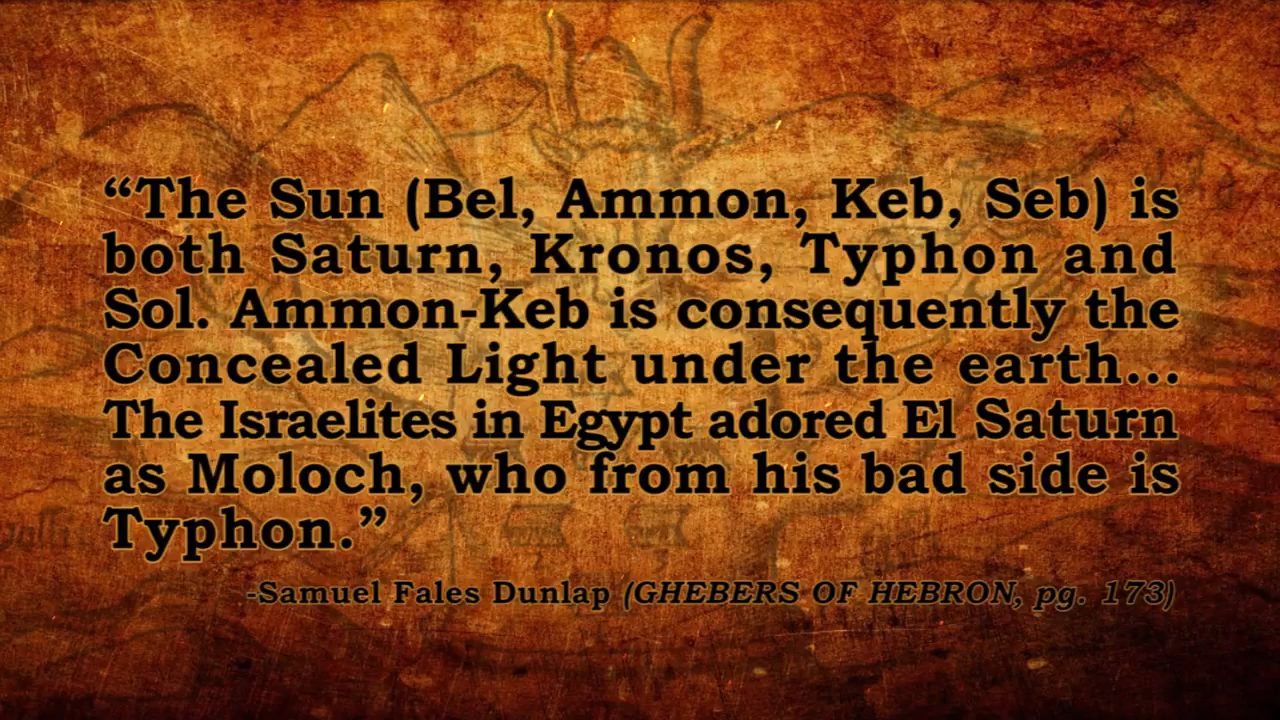 “The Sun (Bel, Ammon, Keb, Seb) is
both Saturn, Kronos, Typhon and
Sol. Ammon-Keb is consequently the
Concealed Light under the earth...
The Israelites in Egypt adored El Saturn
as Moloch, who from his bad side is
Typhon.”
-Samuel Fales Dunlap (GHEBERS OF HEBRON, pg. 173)